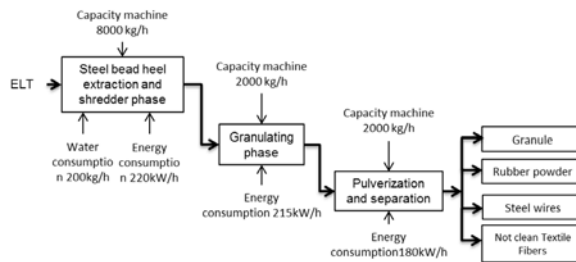 Capacity machine
8000 kg/h
ELT
Steel bead heel
extraction and
shredder phase
Water
consumptio
n 200kg/h
Energy
consumptio
n 220kW/h
Capacity machine
2000 kg/h
Granulating
phase
Energy
consumption 215kW/h
Capacity machine
2000 kg/h
Pulverization
and separation
Energy
consumption180kW/h
Granule
Rubber powder
Steel wires
Not clean Textile
Fibers